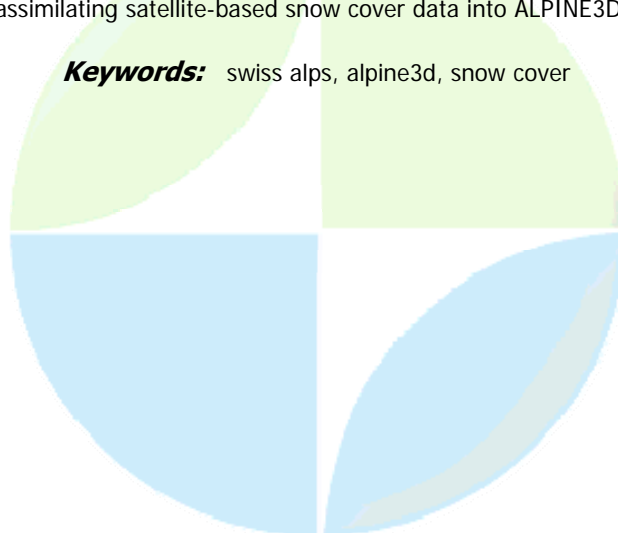 assimilating satellite-based snow cover data into ALPINE3D
Keywords: swiss alps, alpine3d, snow cover